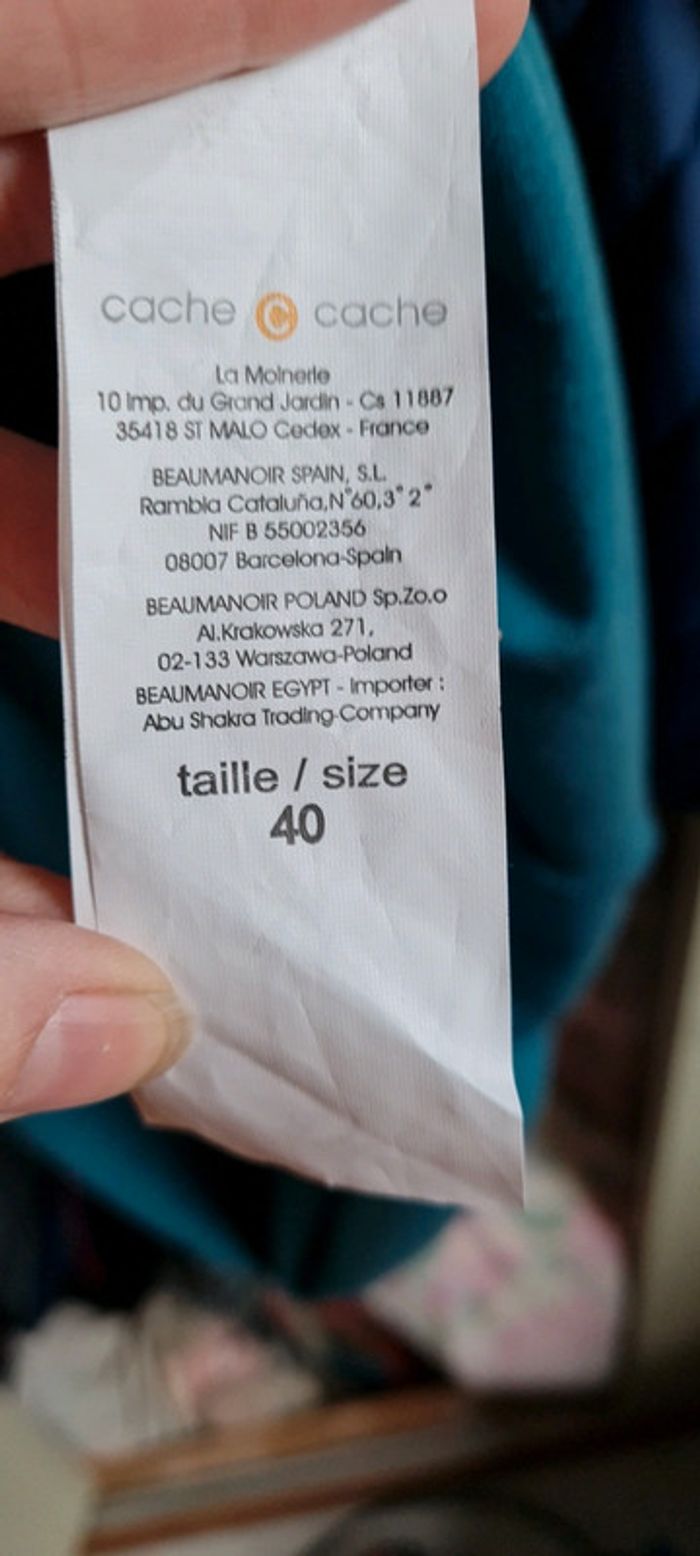 cache © cache
La Moinerie
10 Imp. du Grand Jardin - Cs 11887
35418 ST MALO Cedex - France
BEAUMANOIR SPAIN, S.L.
Rambla Cataluña,N°60,3° 2°
NIF B 55002356
08007 Barcelona-Spain
BEAUMANOIR POLAND Sp.Zo.o
Al.Krakowska 271,
02-133 Warszawa-Poland
BEAUMANOIR EGYPT - Importer :
Abu Shakra Trading-Company
taille / size
40